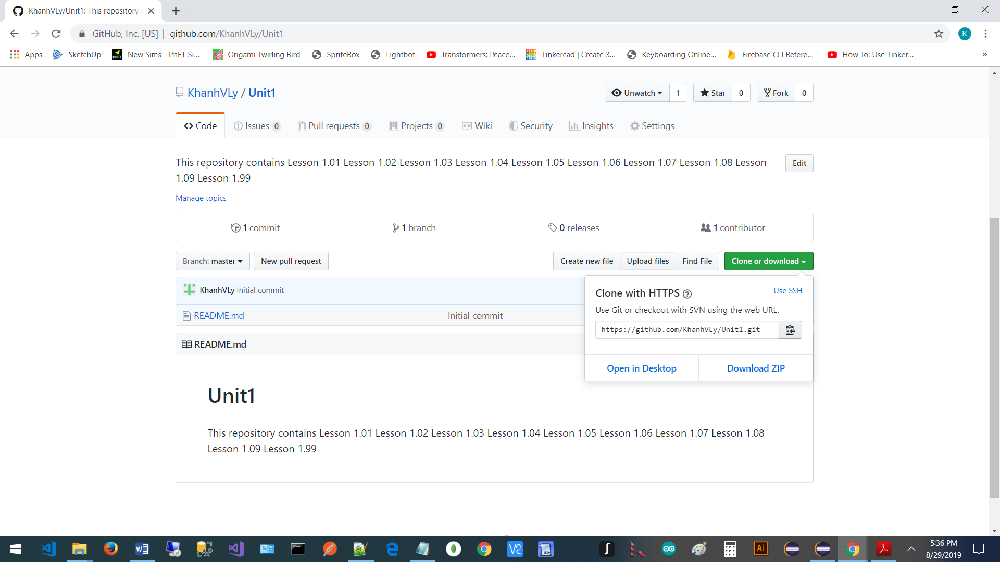 KhanhVLy/Unit1: This repository
GitHub, Inc. [US] | github.com/KhanhVLy/Unit1
K
Apps SketchUp New Sims - PhET Si... Origami Twirling Bird SpriteBox Lightbot Transformers: Peace... Tinkercad | Create 3... Keyboarding Online... Firebase CLI Refere... How To: Use Tinker... »
KhanhVLy / Unit1
Unwatch 1 Star 0 Fork 0
Code Issues 0 Pull requests 0 Projects 0 Wiki Security Insights Settings
This repository contains Lesson 1.01 Lesson 1.02 Lesson 1.03 Lesson 1.04 Lesson 1.05 Lesson 1.06 Lesson 1.07 Lesson 1.08 Lesson
1.09 Lesson 1.99
Edit
Manage topics
1 commit 1 branch 0 releases 1 contributor
Branch: master New pull request Create new file Upload files Find File Clone or download
KhanhVLy Initial commit
README.md Initial commit
Clone with HTTPS Use SSH
Use Git or checkout with SVN using the web URL.
https://github.com/KhanhVLy/Unit1.git
Open in Desktop Download ZIP
README.md
Unit1
This repository contains Lesson 1.01 Lesson 1.02 Lesson 1.03 Lesson 1.04 Lesson 1.05 Lesson 1.06 Lesson 1.07 Lesson 1.08
Lesson 1.09 Lesson 1.99
5:36 PM
8/29/2019